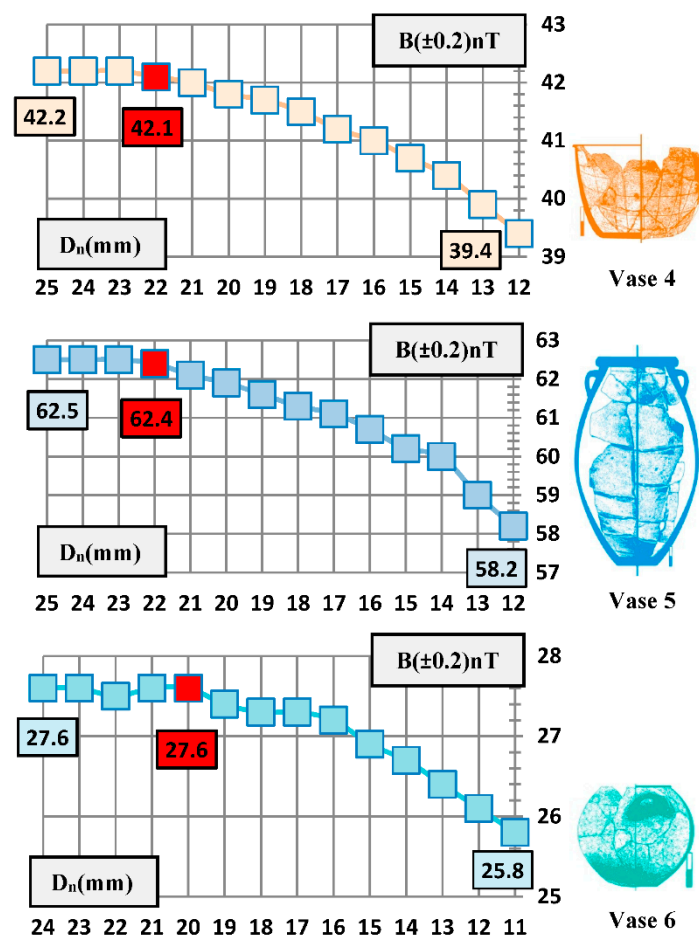 B(±0.2)nT
43
42
41
40
39
42.2
42.1
39.4
Dₙ(mm)
25 24 23 22 21 20 19 18 17 16 15 14 13 12
Vase 4
B(±0.2)nT
63
62
61
60
59
58
57
62.5
62.4
58.2
Dₙ(mm)
25 24 23 22 21 20 19 18 17 16 15 14 13 12
Vase 5
B(±0.2)nT
28
27
26
25
27.6
27.6
25.8
Dₙ(mm)
24 23 22 21 20 19 18 17 16 15 14 13 12 11
Vase 6